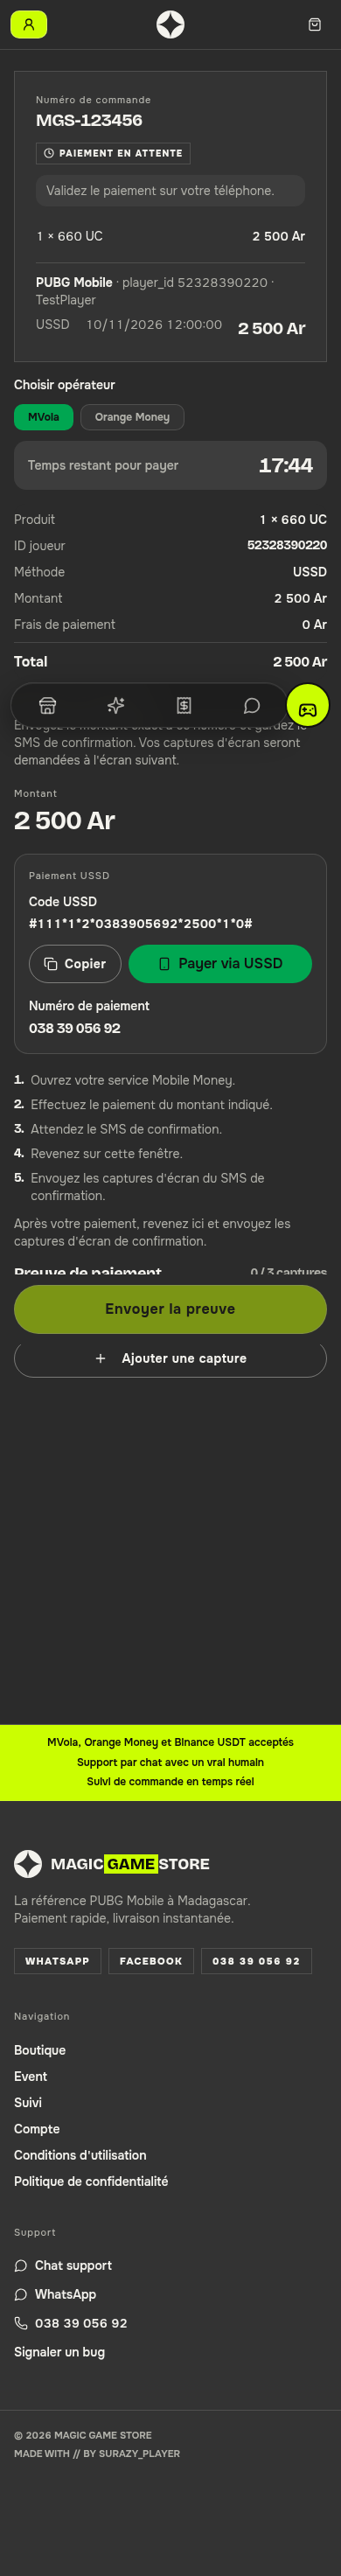 Numéro de commande
MGS-123456
PAIEMENT EN ATTENTE
Validez le paiement sur votre téléphone.
1 × 660 UC 2 500 Ar
PUBG Mobile · player_id 52328390220 ·
TestPlayer
USSD 10/11/2026 12:00:00 2 500 Ar
Choisir opérateur
MVola Orange Money
Temps restant pour payer 17:44
Produit 1 × 660 UC
ID joueur 52328390220
Méthode USSD
Montant 2 500 Ar
Frais de paiement 0 Ar
Total 2 500 Ar
SMS de confirmation. Vos captures d'écran seront
demandées à l'écran suivant.
Montant
2 500 Ar
Paiement USSD
Code USSD
#111*1*2*0383905692*2500*1*0#
Copier Payer via USSD
Numéro de paiement
038 39 056 92
1. Ouvrez votre service Mobile Money.
2. Effectuez le paiement du montant indiqué.
3. Attendez le SMS de confirmation.
4. Revenez sur cette fenêtre.
5. Envoyez les captures d'écran du SMS de
confirmation.
Après votre paiement, revenez ici et envoyez les
captures d'écran de confirmation.
Preuve de paiement 0 / 3 captures
Envoyer la preuve
Ajouter une capture
MVola, Orange Money et Binance USDT acceptés
Support par chat avec un vrai humain
Suivi de commande en temps réel
MAGIC GAME STORE
La référence PUBG Mobile à Madagascar.
Paiement rapide, livraison instantanée.
WHATSAPP FACEBOOK 038 39 056 92
Navigation
Boutique
Event
Suivi
Compte
Conditions d'utilisation
Politique de confidentialité
Support
Chat support
WhatsApp
038 39 056 92
Signaler un bug
© 2026 MAGIC GAME STORE
MADE WITH // BY SURAZY_PLAYER